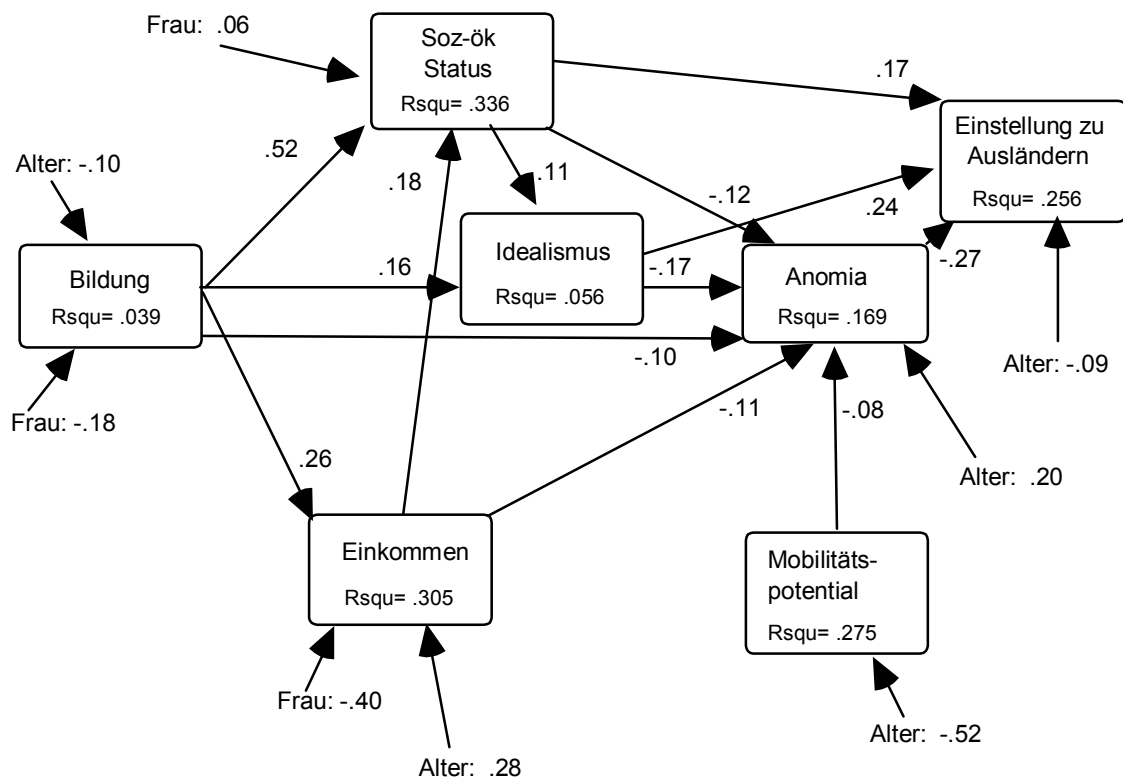 Frau: .06
Soz-ök
Status
Rsqu= .336
.17
Einstellung zu
Ausländern
Rsqu= .256
.52
Alter: -.10
.18
.11
-.12
.24
Idealismus
Rsqu= .056
-.27
Bildung
Rsqu= .039
.16
-.17
Anomia
Rsqu= .169
-.10
Alter: -.09
Frau: -.18
-.11
-.08
.26
Alter: .20
Einkommen
Rsqu= .305
Mobilitäts-
potential
Rsqu= .275
Frau: -.40
Alter: -.52
Alter: .28